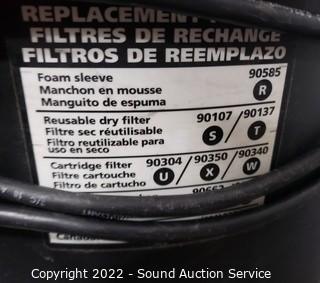 REPLACEMENT
FILTRES DE RECHANGE
FILTROS DE REEMPLAZO
Foam sleeve 90585
Manchon en mousse R
Manguito de espuma
Reusable dry filter 90107 / 90137
Filtre sec réutilisable S / T
Filtro reutilizable para
uso en seco
Cartridge filter 90304 / 90350 / 90340
Filtre cartouche U / X / W
Filtro de cartucho
Copyright 2022 - Sound Auction Service